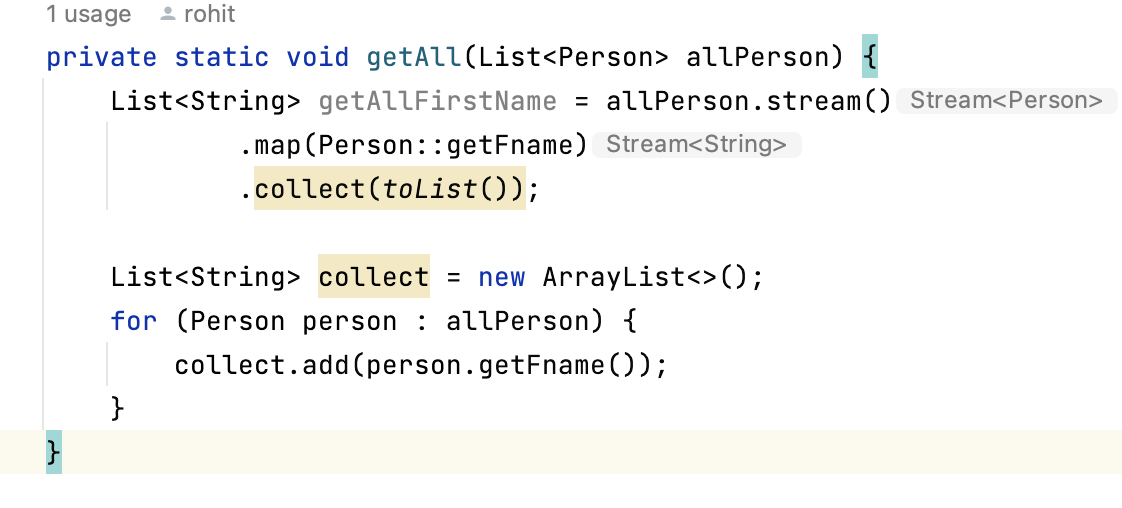 1 usage rohit
private static void getAll(List<Person> allPerson) {
List<String> getAllFirstName = allPerson.stream() Stream<Person>
.map(Person::getFname) Stream<String>
.collect(toList());
List<String> collect = new ArrayList<>();
for (Person person : allPerson) {
collect.add(person.getFname());
}
}